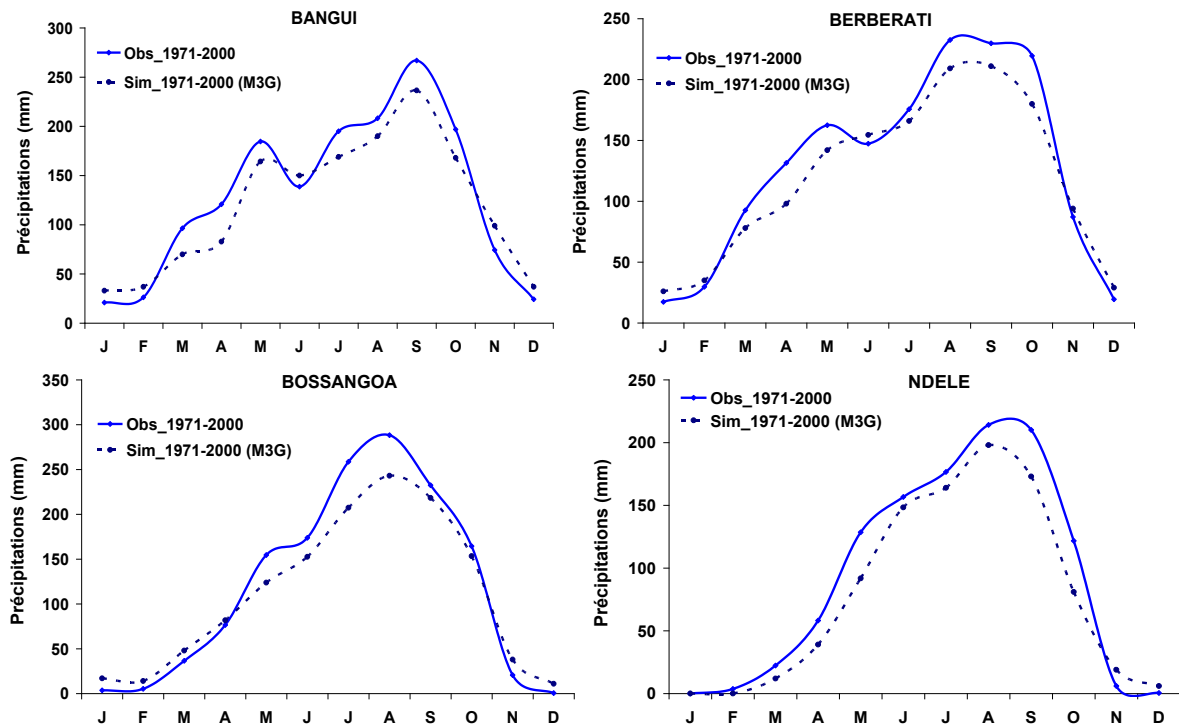 BANGUI
300
250
200
150
100
50
0
Précipitations (mm)
Obs_1971-2000
Sim_1971-2000 (M3G)
J F M A M J J A S O N D
BERBERATI
250
200
150
100
50
0
Précipitations (mm)
Obs_1971-2000
Sim_1971-2000 (M3G)
J F M A M J J A S O N D
BOSSANGOA
350
300
250
200
150
100
50
0
Précipitations (mm)
Obs_1971-2000
Sim_1971-2000 (M3G)
J F M A M J J A S O N D
NDELE
250
200
150
100
50
0
Précipitations (mm)
Obs_1971-2000
Sim_1971-2000 (M3G)
J F M A M J J A S O N D